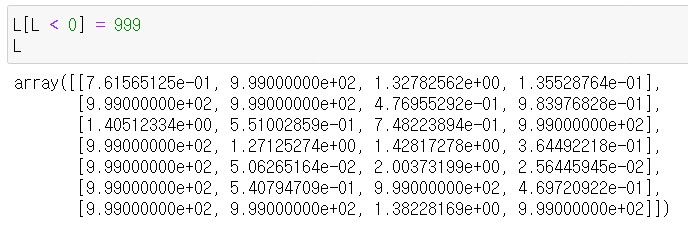 L[L < 0] = 999
L
array([[7.61565125e-01, 9.99000000e+02, 1.32782562e+00, 1.35528764e-01],
[9.99000000e+02, 9.99000000e+02, 4.76955292e-01, 9.83976828e-01],
[1.40512334e+00, 5.51002859e-01, 7.48223894e-01, 9.99000000e+02],
[9.99000000e+02, 1.27125274e+00, 1.42817278e+00, 3.64492218e-01],
[9.99000000e+02, 5.06265164e-02, 2.00373199e+00, 2.56445945e-02],
[9.99000000e+02, 5.40794709e-01, 9.99000000e+02, 4.69720922e-01],
[9.99000000e+02, 9.99000000e+02, 1.38228169e+00, 9.99000000e+02]])